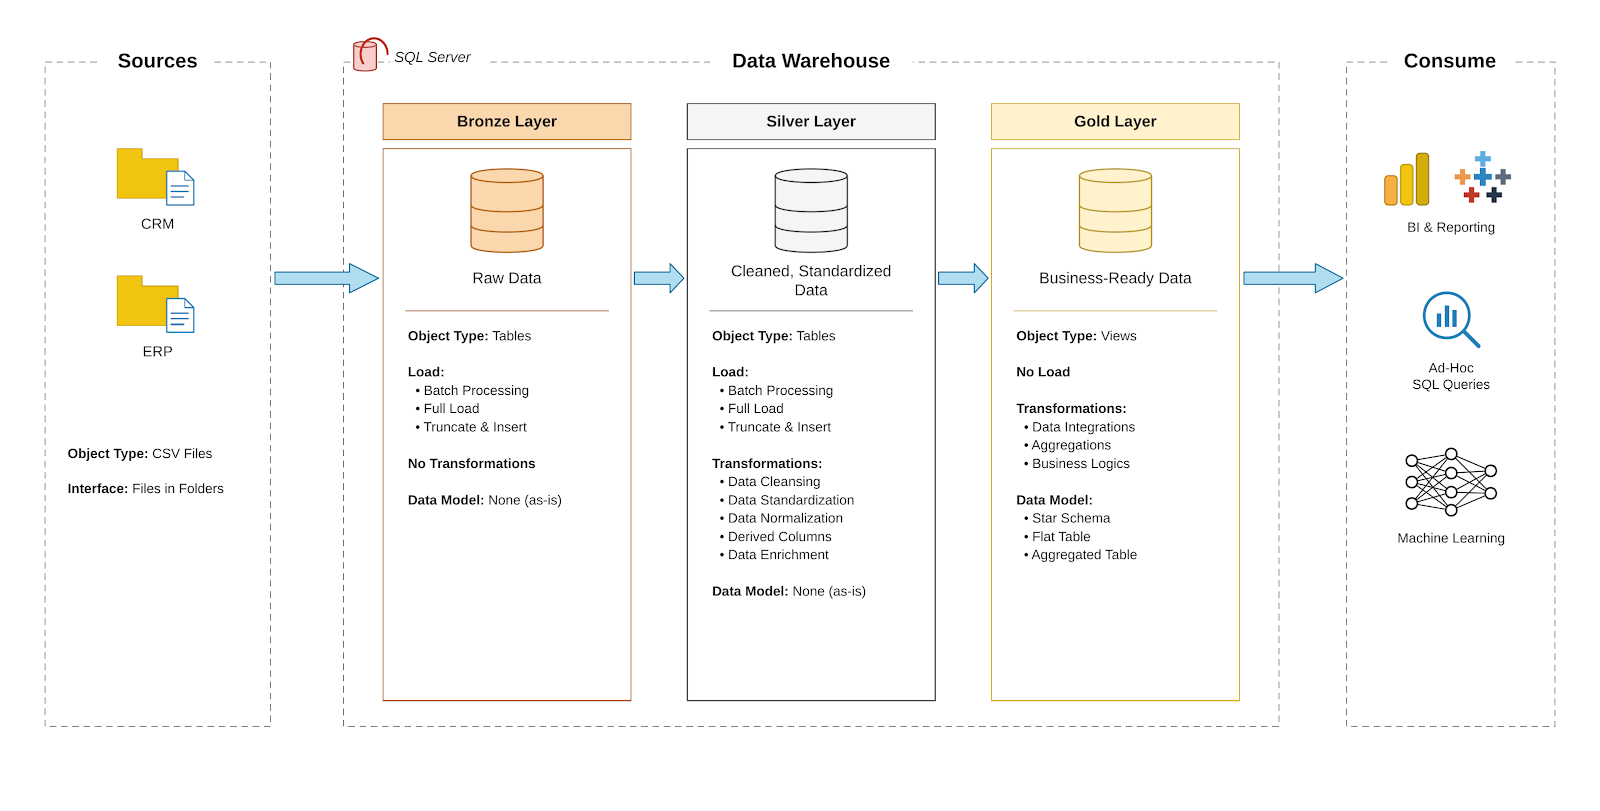 Sources
CRM
ERP
Object Type: CSV Files
Interface: Files in Folders
SQL Server
Data Warehouse
Bronze Layer
Raw Data
Object Type: Tables
Load:
• Batch Processing
• Full Load
• Truncate & Insert
No Transformations
Data Model: None (as-is)
Silver Layer
Cleaned, Standardized
Data
Object Type: Tables
Load:
• Batch Processing
• Full Load
• Truncate & Insert
Transformations:
• Data Cleansing
• Data Standardization
• Data Normalization
• Derived Columns
• Data Enrichment
Data Model: None (as-is)
Gold Layer
Business-Ready Data
Object Type: Views
No Load
Transformations:
• Data Integrations
• Aggregations
• Business Logics
Data Model:
• Star Schema
• Flat Table
• Aggregated Table
Consume
BI & Reporting
Ad-Hoc
SQL Queries
Machine Learning